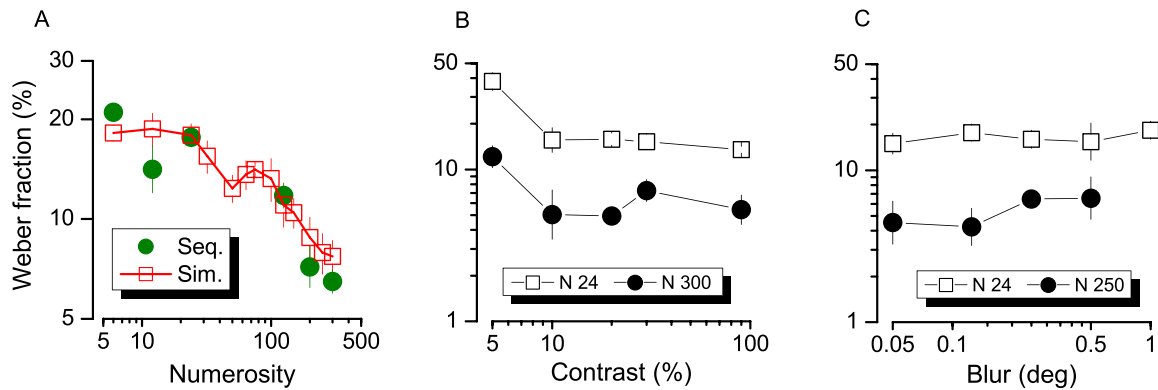 A
Weber fraction (%)
30
20
10
5
Seq.
Sim.
5 10 100 500
Numerosity
B
50
10
1
N 24 N 300
5 10 100
Contrast (%)
C
50
10
1
N 24 N 250
0.05 0.1 0.5 1
Blur (deg)